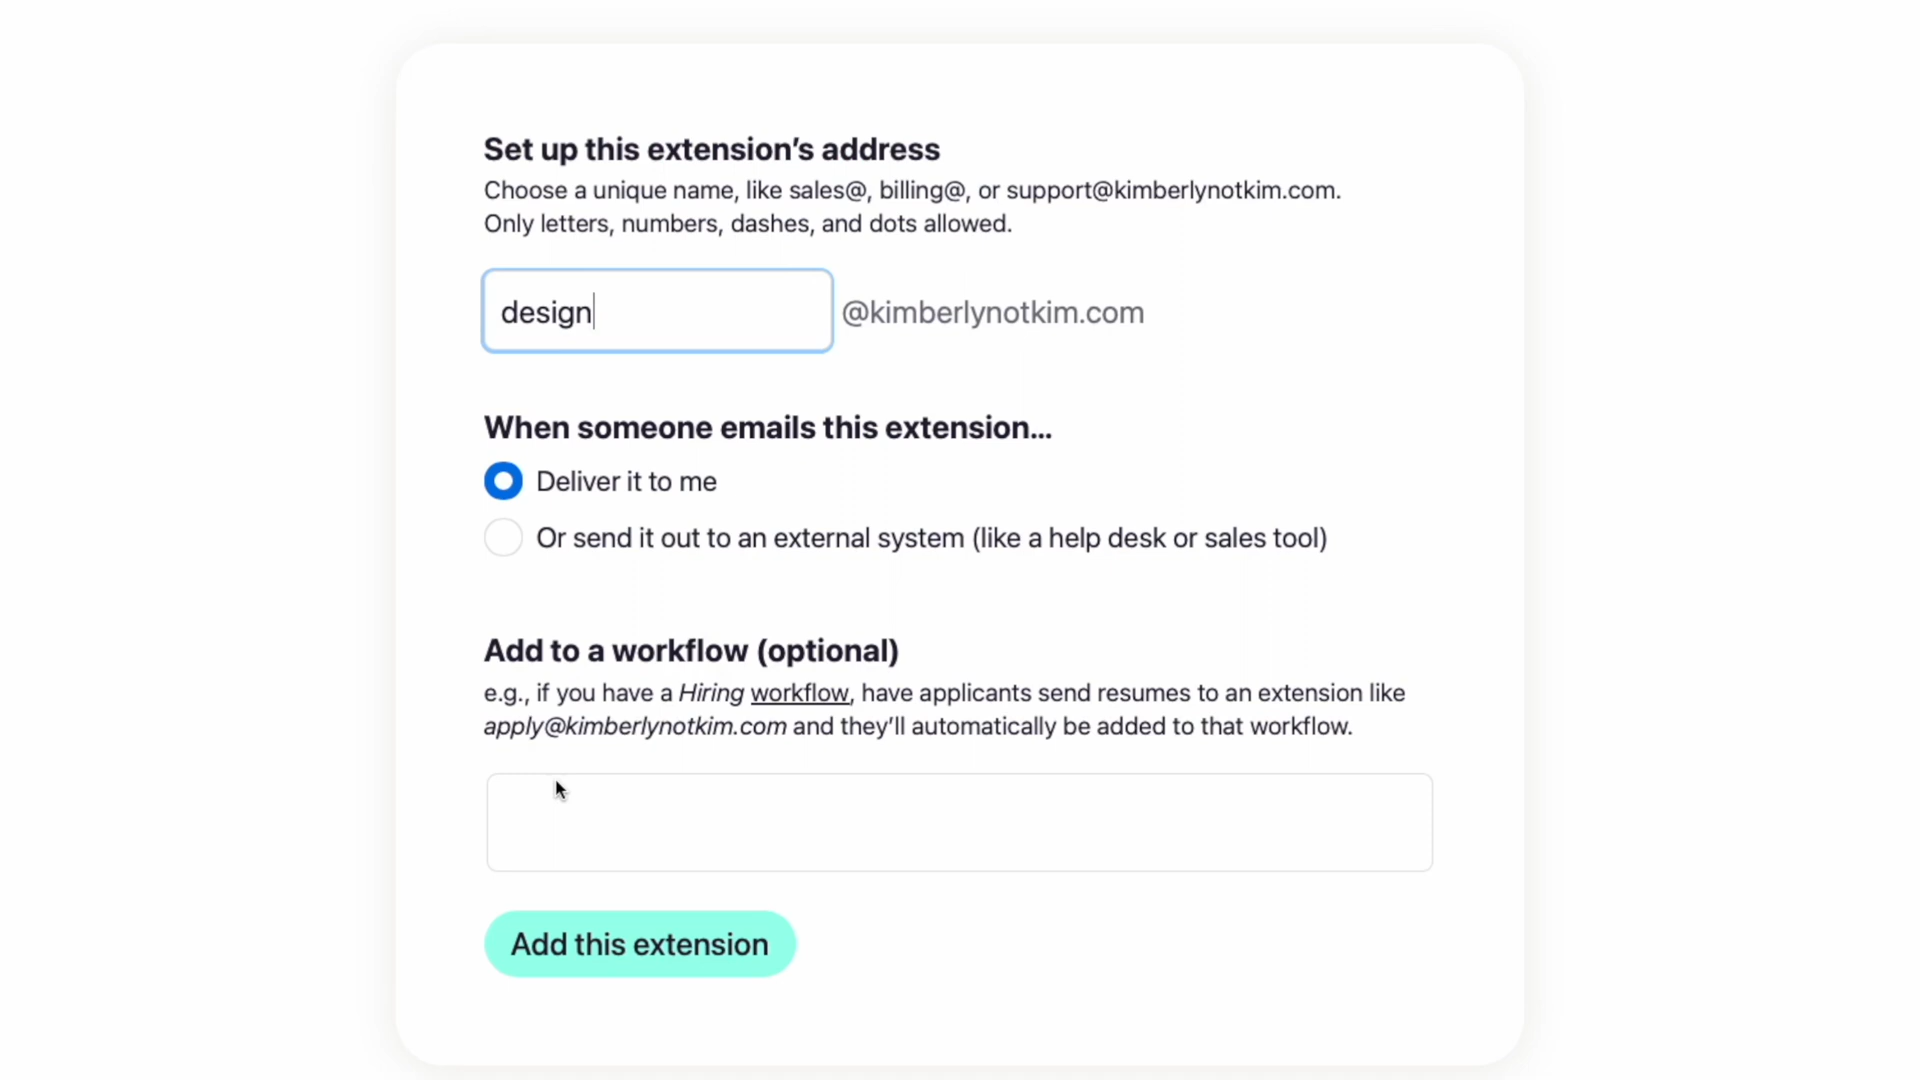 Set up this extension’s address
Choose a unique name, like sales@, billing@, or support@kimberlynotkim.com.
Only letters, numbers, dashes, and dots allowed.
design @kimberlynotkim.com
When someone emails this extension...
Deliver it to me
Or send it out to an external system (like a help desk or sales tool)
Add to a workflow (optional)
e.g., if you have a Hiring workflow, have applicants send resumes to an extension like
apply@kimberlynotkim.com and they’ll automatically be added to that workflow.
Add this extension